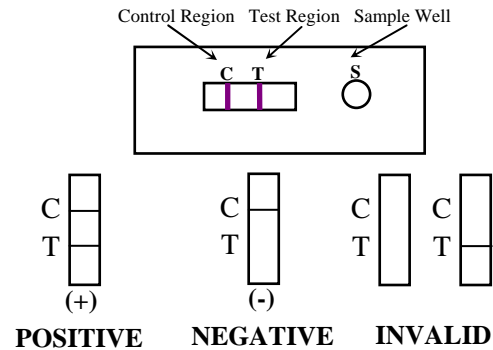 Control Region Test Region Sample Well
C T S
C C C
T T T
(+) (-)
POSITIVE NEGATIVE INVALID